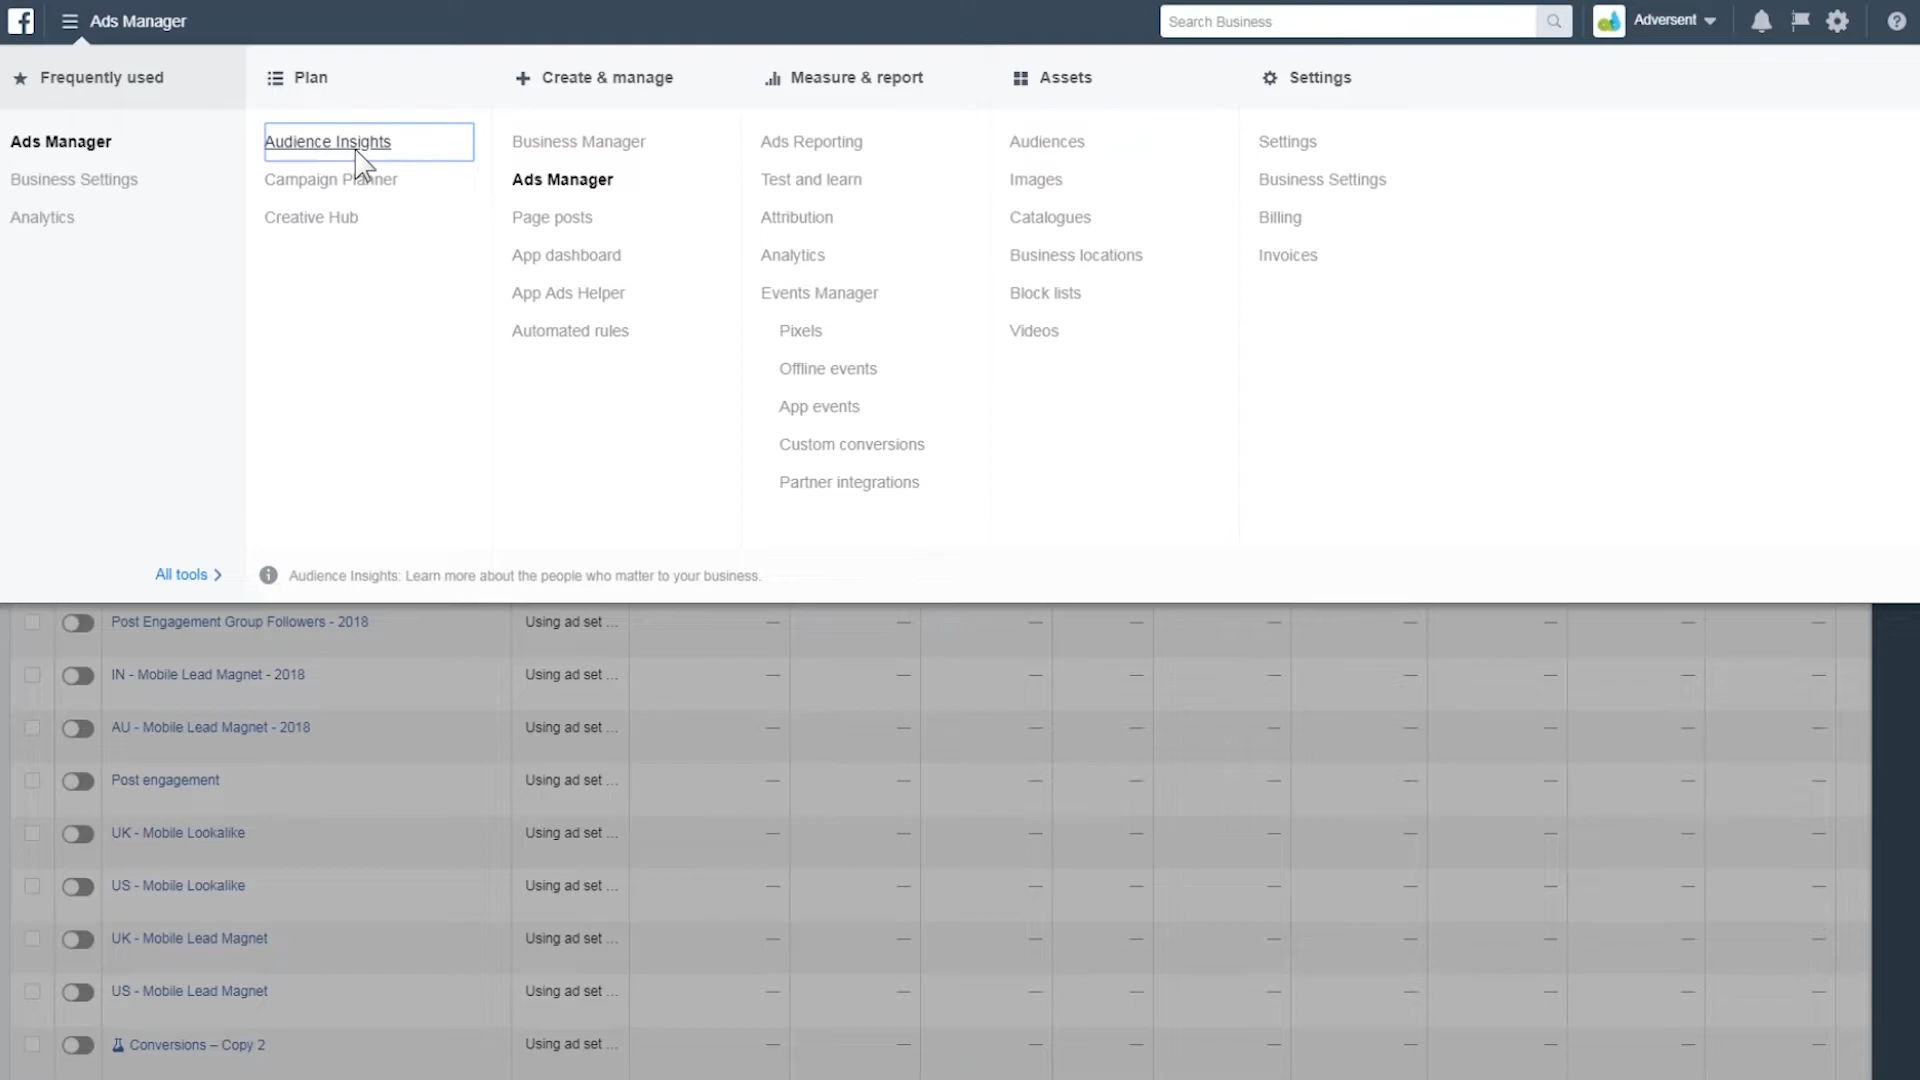 Ads Manager
Search Business
Adversent
Frequently used
Plan
Create & manage
Measure & report
Assets
Settings
Ads Manager
Business Settings
Analytics
All tools
Audience Insights
Campaign Planner
Creative Hub
Business Manager
Ads Manager
Page posts
App dashboard
App Ads Helper
Automated rules
Ads Reporting
Test and learn
Attribution
Analytics
Events Manager
Pixels
Offline events
App events
Custom conversions
Partner integrations
Audiences
Images
Catalogues
Business locations
Block lists
Videos
Settings
Business Settings
Billing
Invoices
Audience Insights: Learn more about the people who matter to your business.
Post Engagement Group Followers - 2018 Using ad set ... — — — — — — — — —
IN - Mobile Lead Magnet - 2018 Using ad set ... — — — — — — — — —
AU - Mobile Lead Magnet - 2018 Using ad set ... — — — — — — — — —
Post engagement Using ad set ... — — — — — — — — —
UK - Mobile Lookalike Using ad set ... — — — — — — — — —
US - Mobile Lookalike Using ad set ... — — — — — — — — —
UK - Mobile Lead Magnet Using ad set ... — — — — — — — — —
US - Mobile Lead Magnet Using ad set ... — — — — — — — — —
Conversions – Copy 2 Using ad set ... — — — — — — — — —